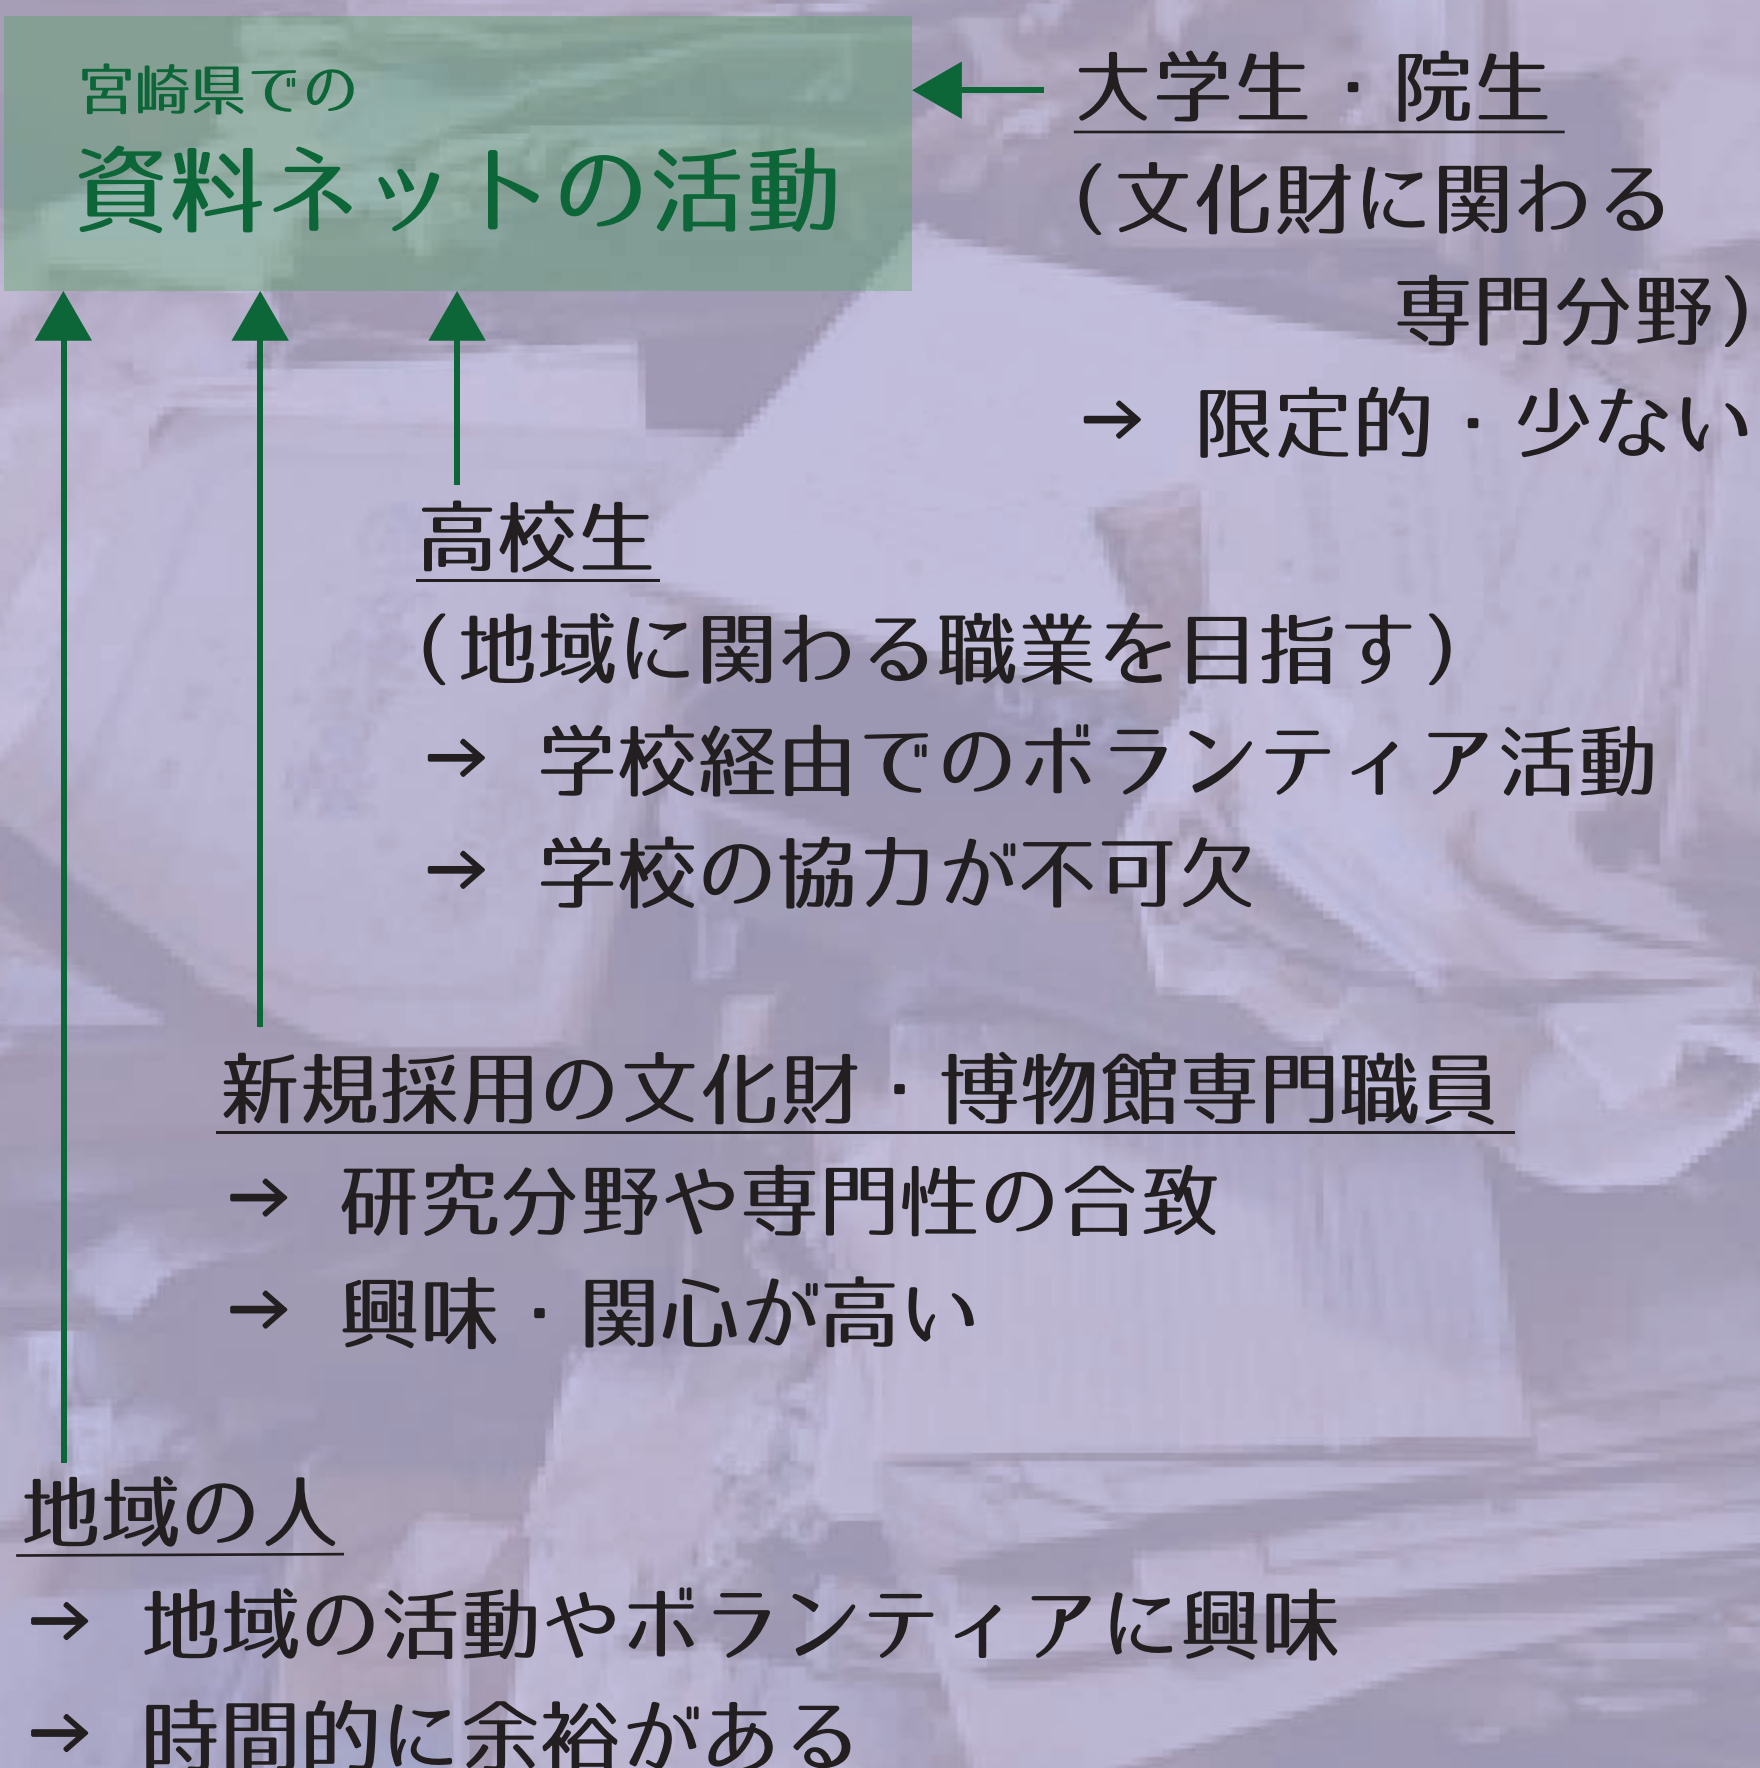 宮崎県での
資料ネットの活動
大学生・院生
（文化財に関わる
専門分野）
→ 限定的・少ない
高校生
（地域に関わる職業を目指す）
→ 学校経由でのボランティア活動
→ 学校の協力が不可欠
新規採用の文化財・博物館専門職員
→ 研究分野や専門性の合致
→ 興味・関心が高い
地域の人
→ 地域の活動やボランティアに興味
→ 時間的に余裕がある